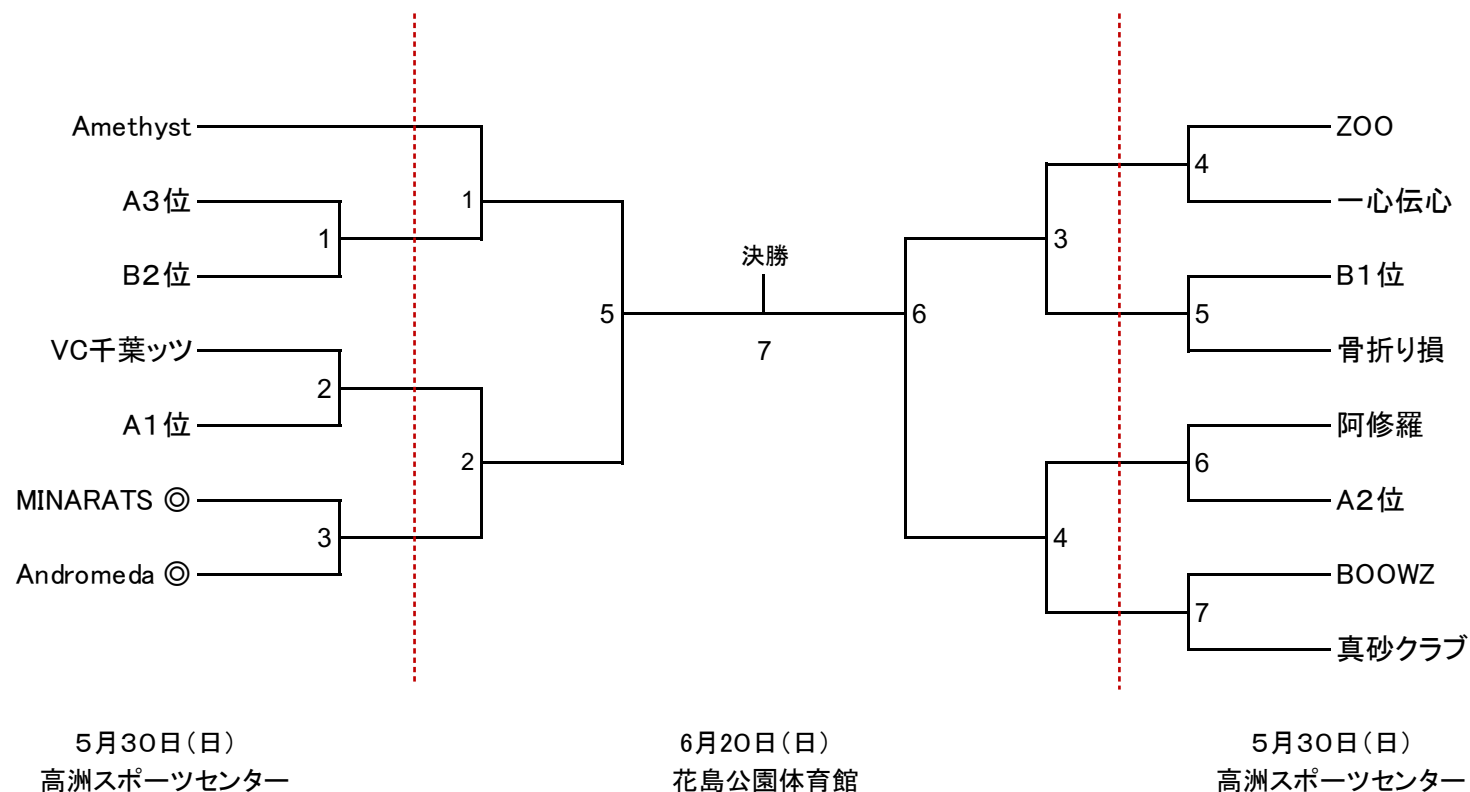 Amethyst
A3位
B2位
VC千葉ッツ
A1位
MINARATS ◎
Andromeda ◎
1
2
3
1
2
5
決勝
7
6
3
4
4
5
6
7
ZOO
一心伝心
B1位
骨折り損
阿修羅
A2位
BOOWZ
真砂クラブ
5月30日(日)
高洲スポーツセンター
6月20日(日)
花島公園体育館
5月30日(日)
高洲スポーツセンター